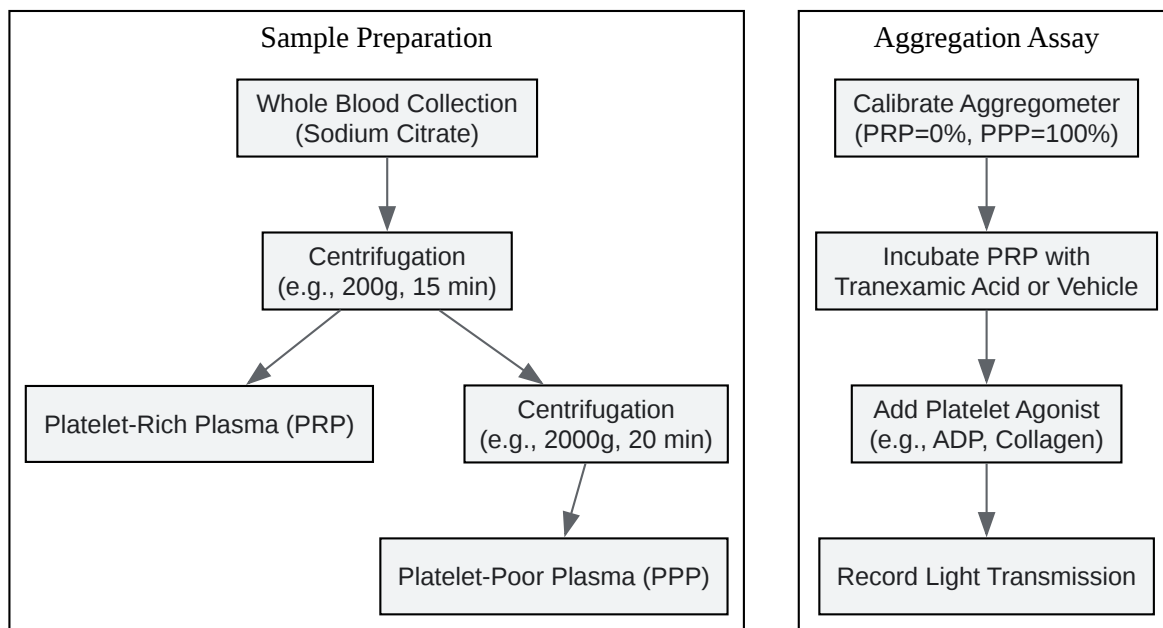 Sample Preparation
Whole Blood Collection
(Sodium Citrate)
Centrifugation
(e.g., 200g, 15 min)
Platelet-Rich Plasma (PRP)
Centrifugation
(e.g., 2000g, 20 min)
Platelet-Poor Plasma (PPP)
Aggregation Assay
Calibrate Aggregometer
(PRP=0%, PPP=100%)
Incubate PRP with
Tranexamic Acid or Vehicle
Add Platelet Agonist
(e.g., ADP, Collagen)
Record Light Transmission